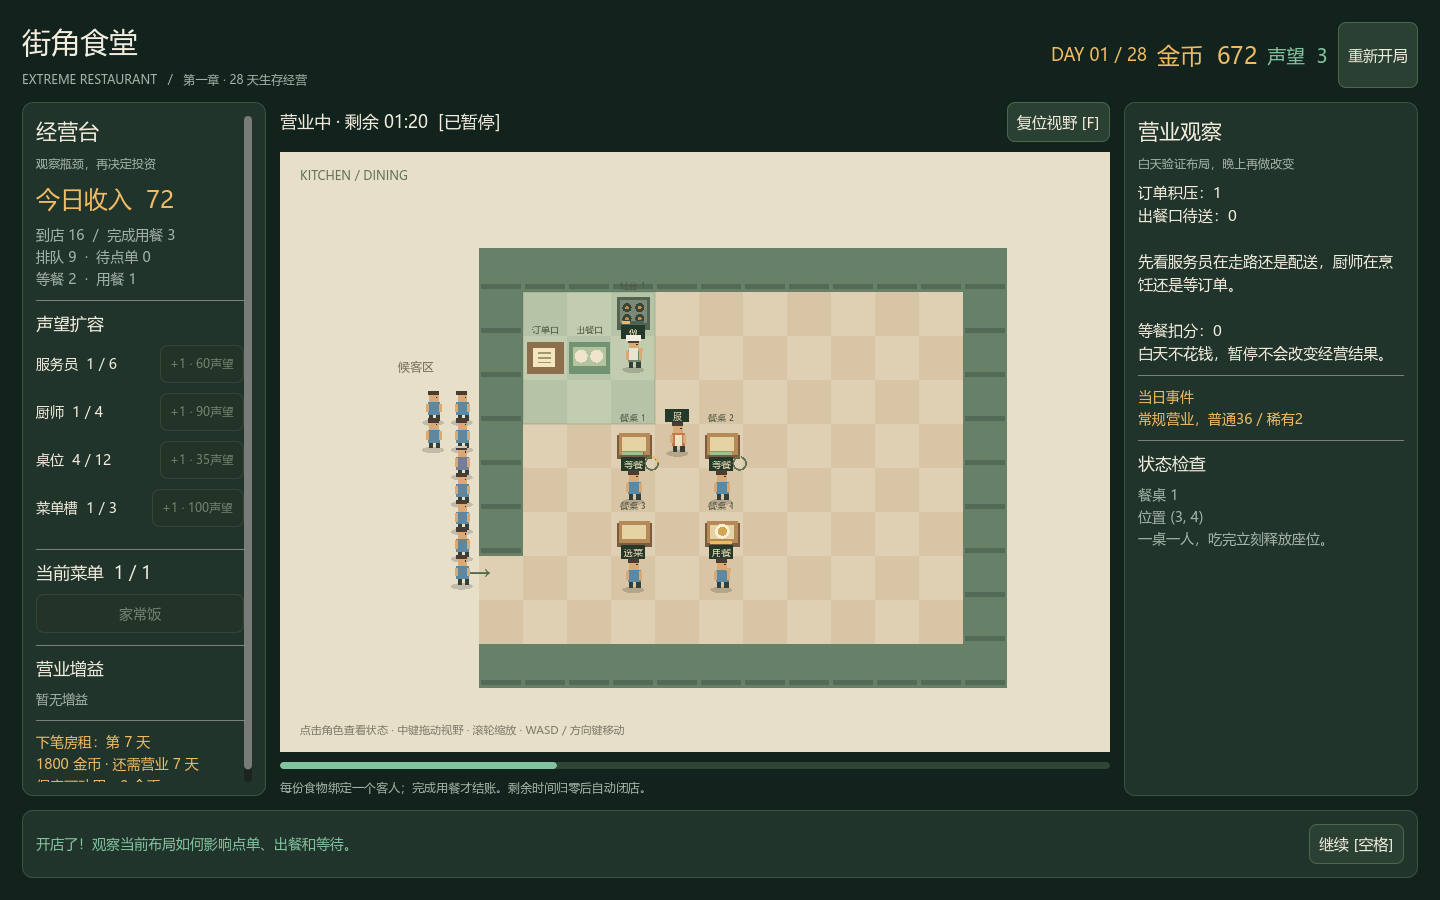 街角食堂
EXTREME RESTAURANT / 第一章 · 28 天生存经营
DAY 01 / 28 金币 672 声望 3
重新开局
经营台
观察瓶颈，再决定投资
今日收入 72
到店 16 / 完成用餐 3
排队 9 · 待点单 0
等餐 2 · 用餐 1
声望扩容
服务员 1 / 6
+1 · 60声望
厨师 1 / 4
+1 · 90声望
桌位 4 / 12
+1 · 35声望
菜单槽 1 / 3
+1 · 100声望
当前菜单 1 / 1
家常饭
营业增益
暂无增益
下笔房租：第 7 天
1800 金币 · 还需营业 7 天
营业中 · 剩余 01:20 [已暂停]
复位视野 [F]
KITCHEN / DINING
订单口
出餐口
候客区
服
餐桌 1
餐桌 2
等餐
等餐
餐桌 3
餐桌 4
选菜
用餐
点击角色查看状态 · 中键拖动视野 · 滚轮缩放 · WASD / 方向键移动
每份食物绑定一个客人；完成用餐才结账。剩余时间归零后自动闭店。
营业观察
白天验证布局，晚上再做改变
订单积压：1
出餐口待送：0
先看服务员在走路还是配送，厨师在烹
饪还是等订单。
等餐扣分：0
白天不花钱，暂停不会改变经营结果。
当日事件
常规营业，普通36 / 稀有2
状态检查
餐桌 1
位置 (3, 4)
一桌一人，吃完立刻释放座位。
开店了！观察当前布局如何影响点单、出餐和等待。
继续 [空格]